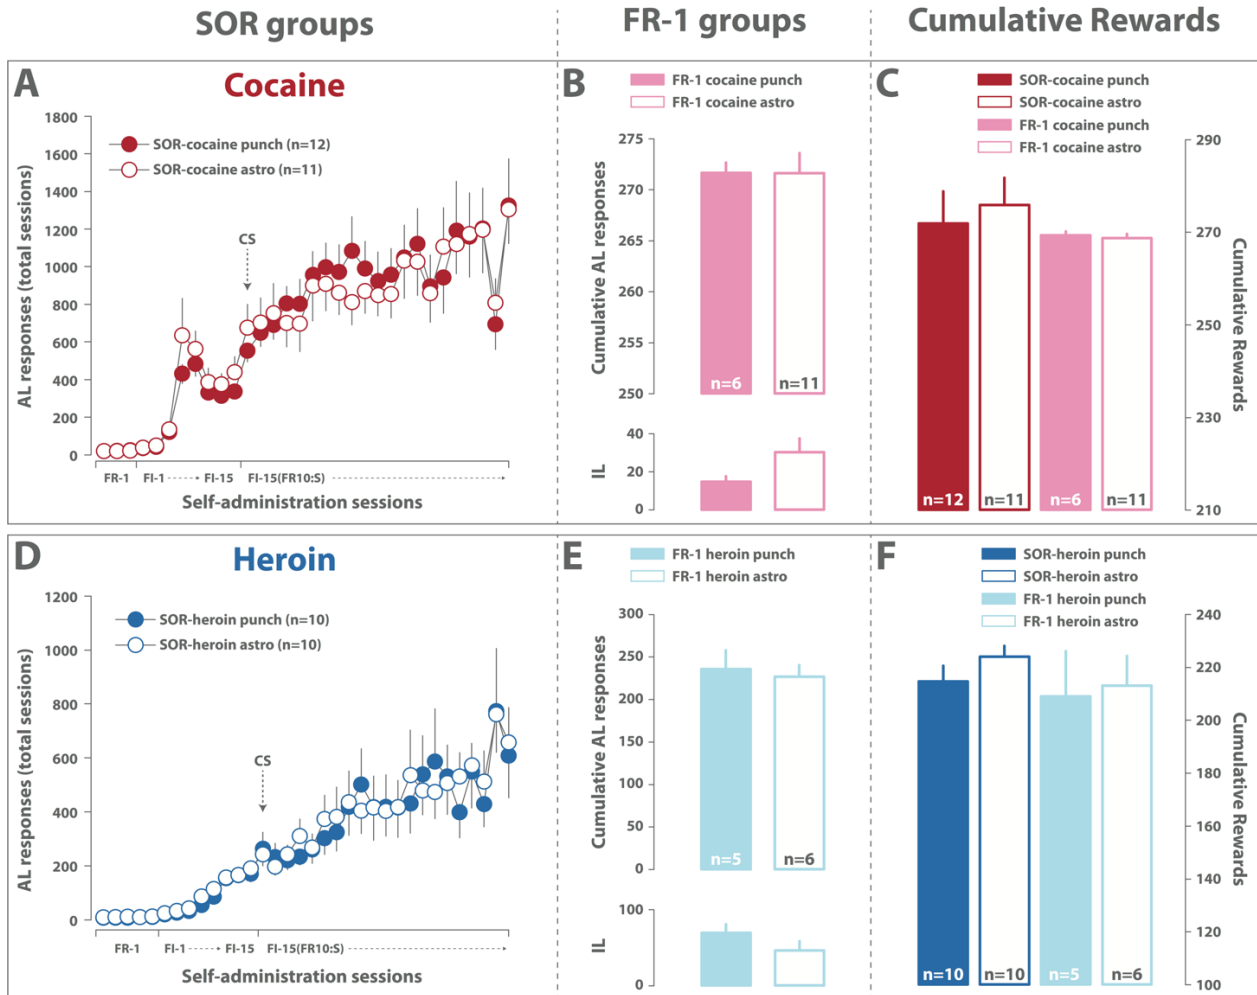 SOR groups
FR-1 groups
Cumulative Rewards
A
Cocaine
1800
1600
1400
1200
1000
800
600
400
200
0
AL responses (total sessions)
SOR-cocaine punch (n=12)
SOR-cocaine astro (n=11)
CS
FR-1
FI-1
FI-15
FI-15(FR10:S)
Self-administration sessions
B
FR-1 cocaine punch
FR-1 cocaine astro
275
270
265
260
255
250
Cumulative AL responses
n=6
n=11
40
20
0
IL
C
SOR-cocaine punch
SOR-cocaine astro
FR-1 cocaine punch
FR-1 cocaine astro
290
270
250
230
210
Cumulative Rewards
n=12
n=11
n=6
n=11
D
Heroin
1200
1000
800
600
400
200
0
AL responses (total sessions)
SOR-heroin punch (n=10)
SOR-heroin astro (n=10)
CS
FR-1
FI-1
FI-15
FI-15(FR10:S)
Self-administration sessions
E
FR-1 heroin punch
FR-1 heroin astro
300
250
200
150
100
50
0
Cumulative AL responses
n=5
n=6
100
0
IL
F
SOR-heroin punch
SOR-heroin astro
FR-1 heroin punch
FR-1 heroin astro
240
220
200
180
160
140
120
100
Cumulative Rewards
n=10
n=10
n=5
n=6